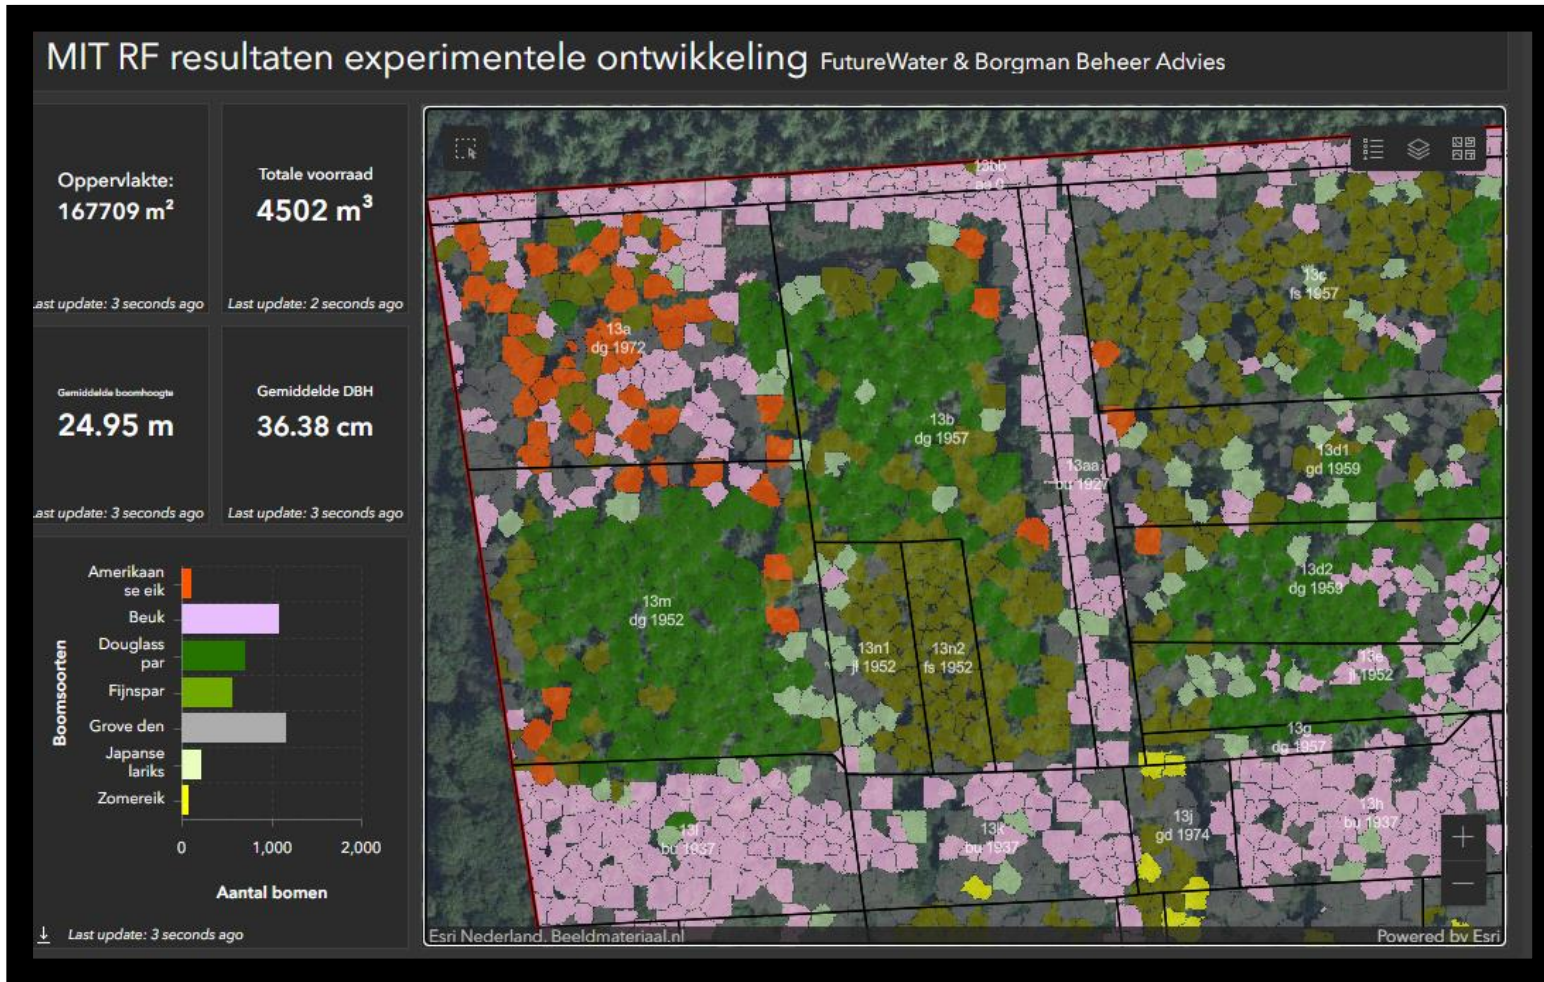 MIT RF resultaten experimentele ontwikkeling FutureWater & Borgman Beheer Advies
Oppervlakte:
167709 m²
Last update: 3 seconds ago
Totale voorraad
4502 m³
Last update: 2 seconds ago
Gemiddelde boomhoogte
24.95 m
Last update: 3 seconds ago
Gemiddelde DBH
36.38 cm
Last update: 3 seconds ago
Boomsoorten
Amerikaan
se eik
Beuk
Douglass
par
Fijnspar
Grove den
Japanse
lariks
Zomereik
0 1,000 2,000
Aantal bomen
Last update: 3 seconds ago
13bb
13a
dg 1972
13c
fs 1957
13b
dg 1957
13d1
gd 1959
13aa
bu 1927
13d2
dg 1959
13m
dg 1952
13n1
jl 1952
13n2
fs 1952
13e
jl 1952
13g
dg 1957
13l
bu 1937
13k
bu 1937
13j
gd 1974
13h
bu 1937
Esri Nederland, Beeldmateriaal.nl
Powered by Esri